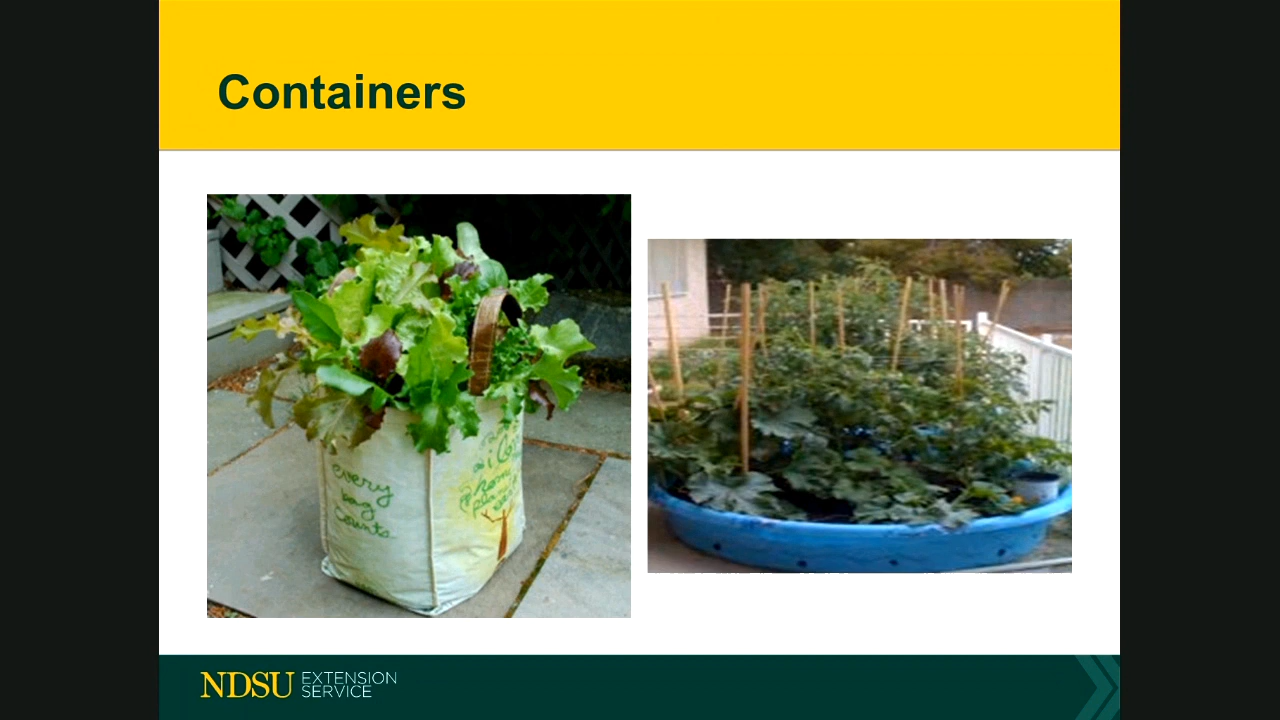 Containers
every
bag
counts
NDSU EXTENSION
SERVICE